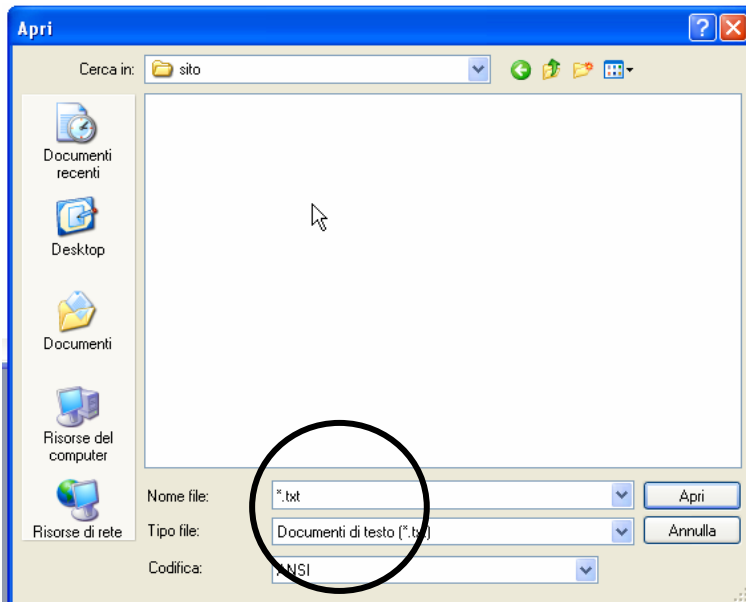 Apri
Cerca in: sito
Documenti
recenti
Desktop
Documenti
Risorse del
computer
Risorse di rete
Nome file: *.txt Apri
Tipo file: Documenti di testo (*.txt) Annulla
Codifica: ANSI